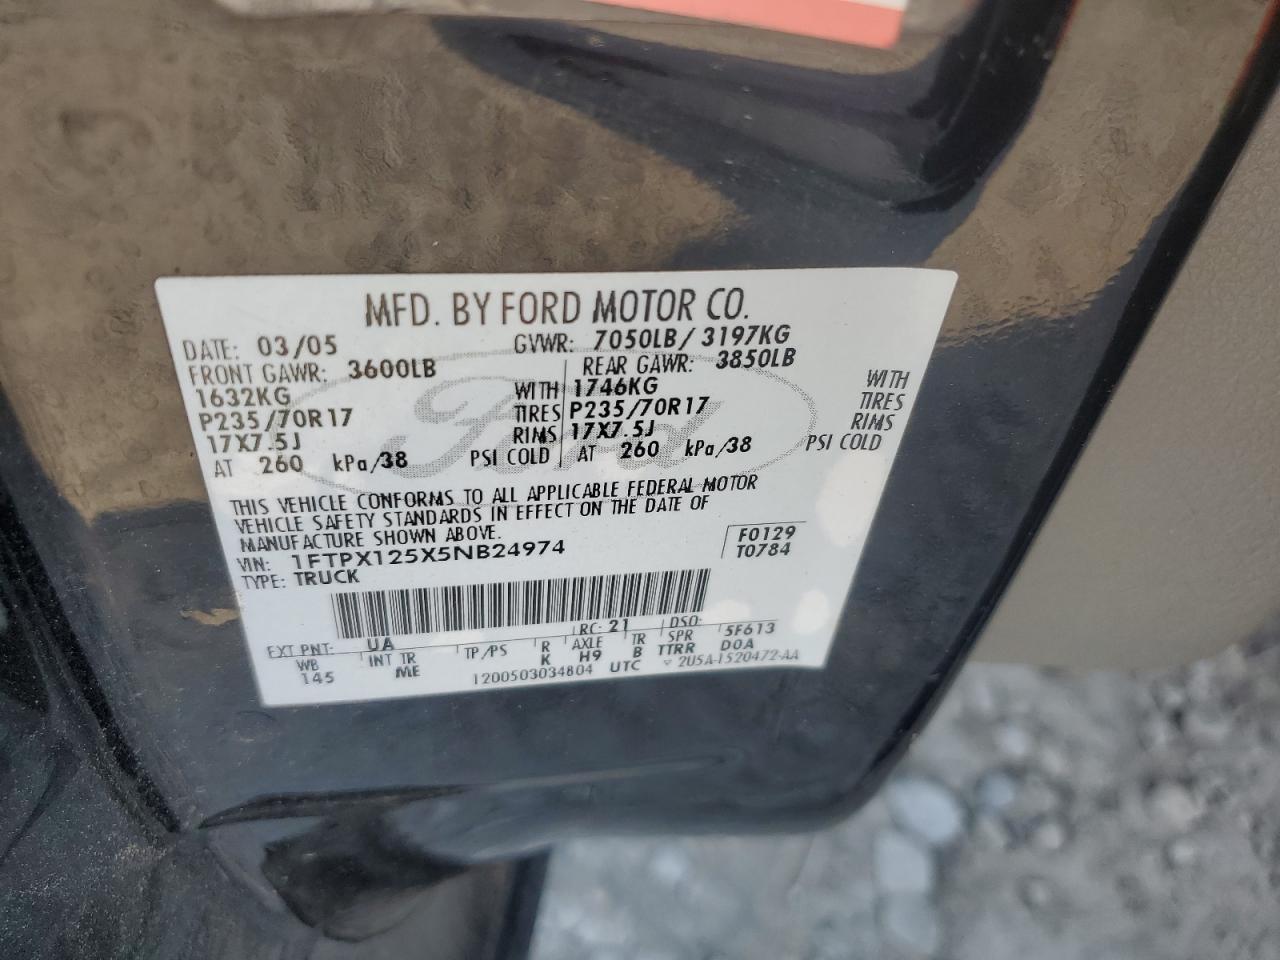 MFD. BY FORD MOTOR CO.
DATE: 03/05 GVWR: 7050LB/ 3197KG
FRONT GAWR: 3600LB REAR GAWR: 3850LB
1632KG WITH 1746KG WITH
P235/70R17 TIRES P235/70R17 TIRES
17X7.5J RIMS 17X7.5J RIMS
AT 260 kPa/38 PSI COLD AT 260 kPa/38 PSI COLD
Ford
THIS VEHICLE CONFORMS TO ALL APPLICABLE FEDERAL MOTOR
VEHICLE SAFETY STANDARDS IN EFFECT ON THE DATE OF
MANUFACTURE SHOWN ABOVE.
VIN: 1FTPX125X5NB24974 F0129
TYPE: TRUCK T0784
EXT PNT: UA RC: 21 DSO:
WB INT TR TP/PS R AXLE TR SPR 5F613
145 ME K H9 B TTRR DOA
1200503034804 UTC ▽ 2U5A-1520472-AA